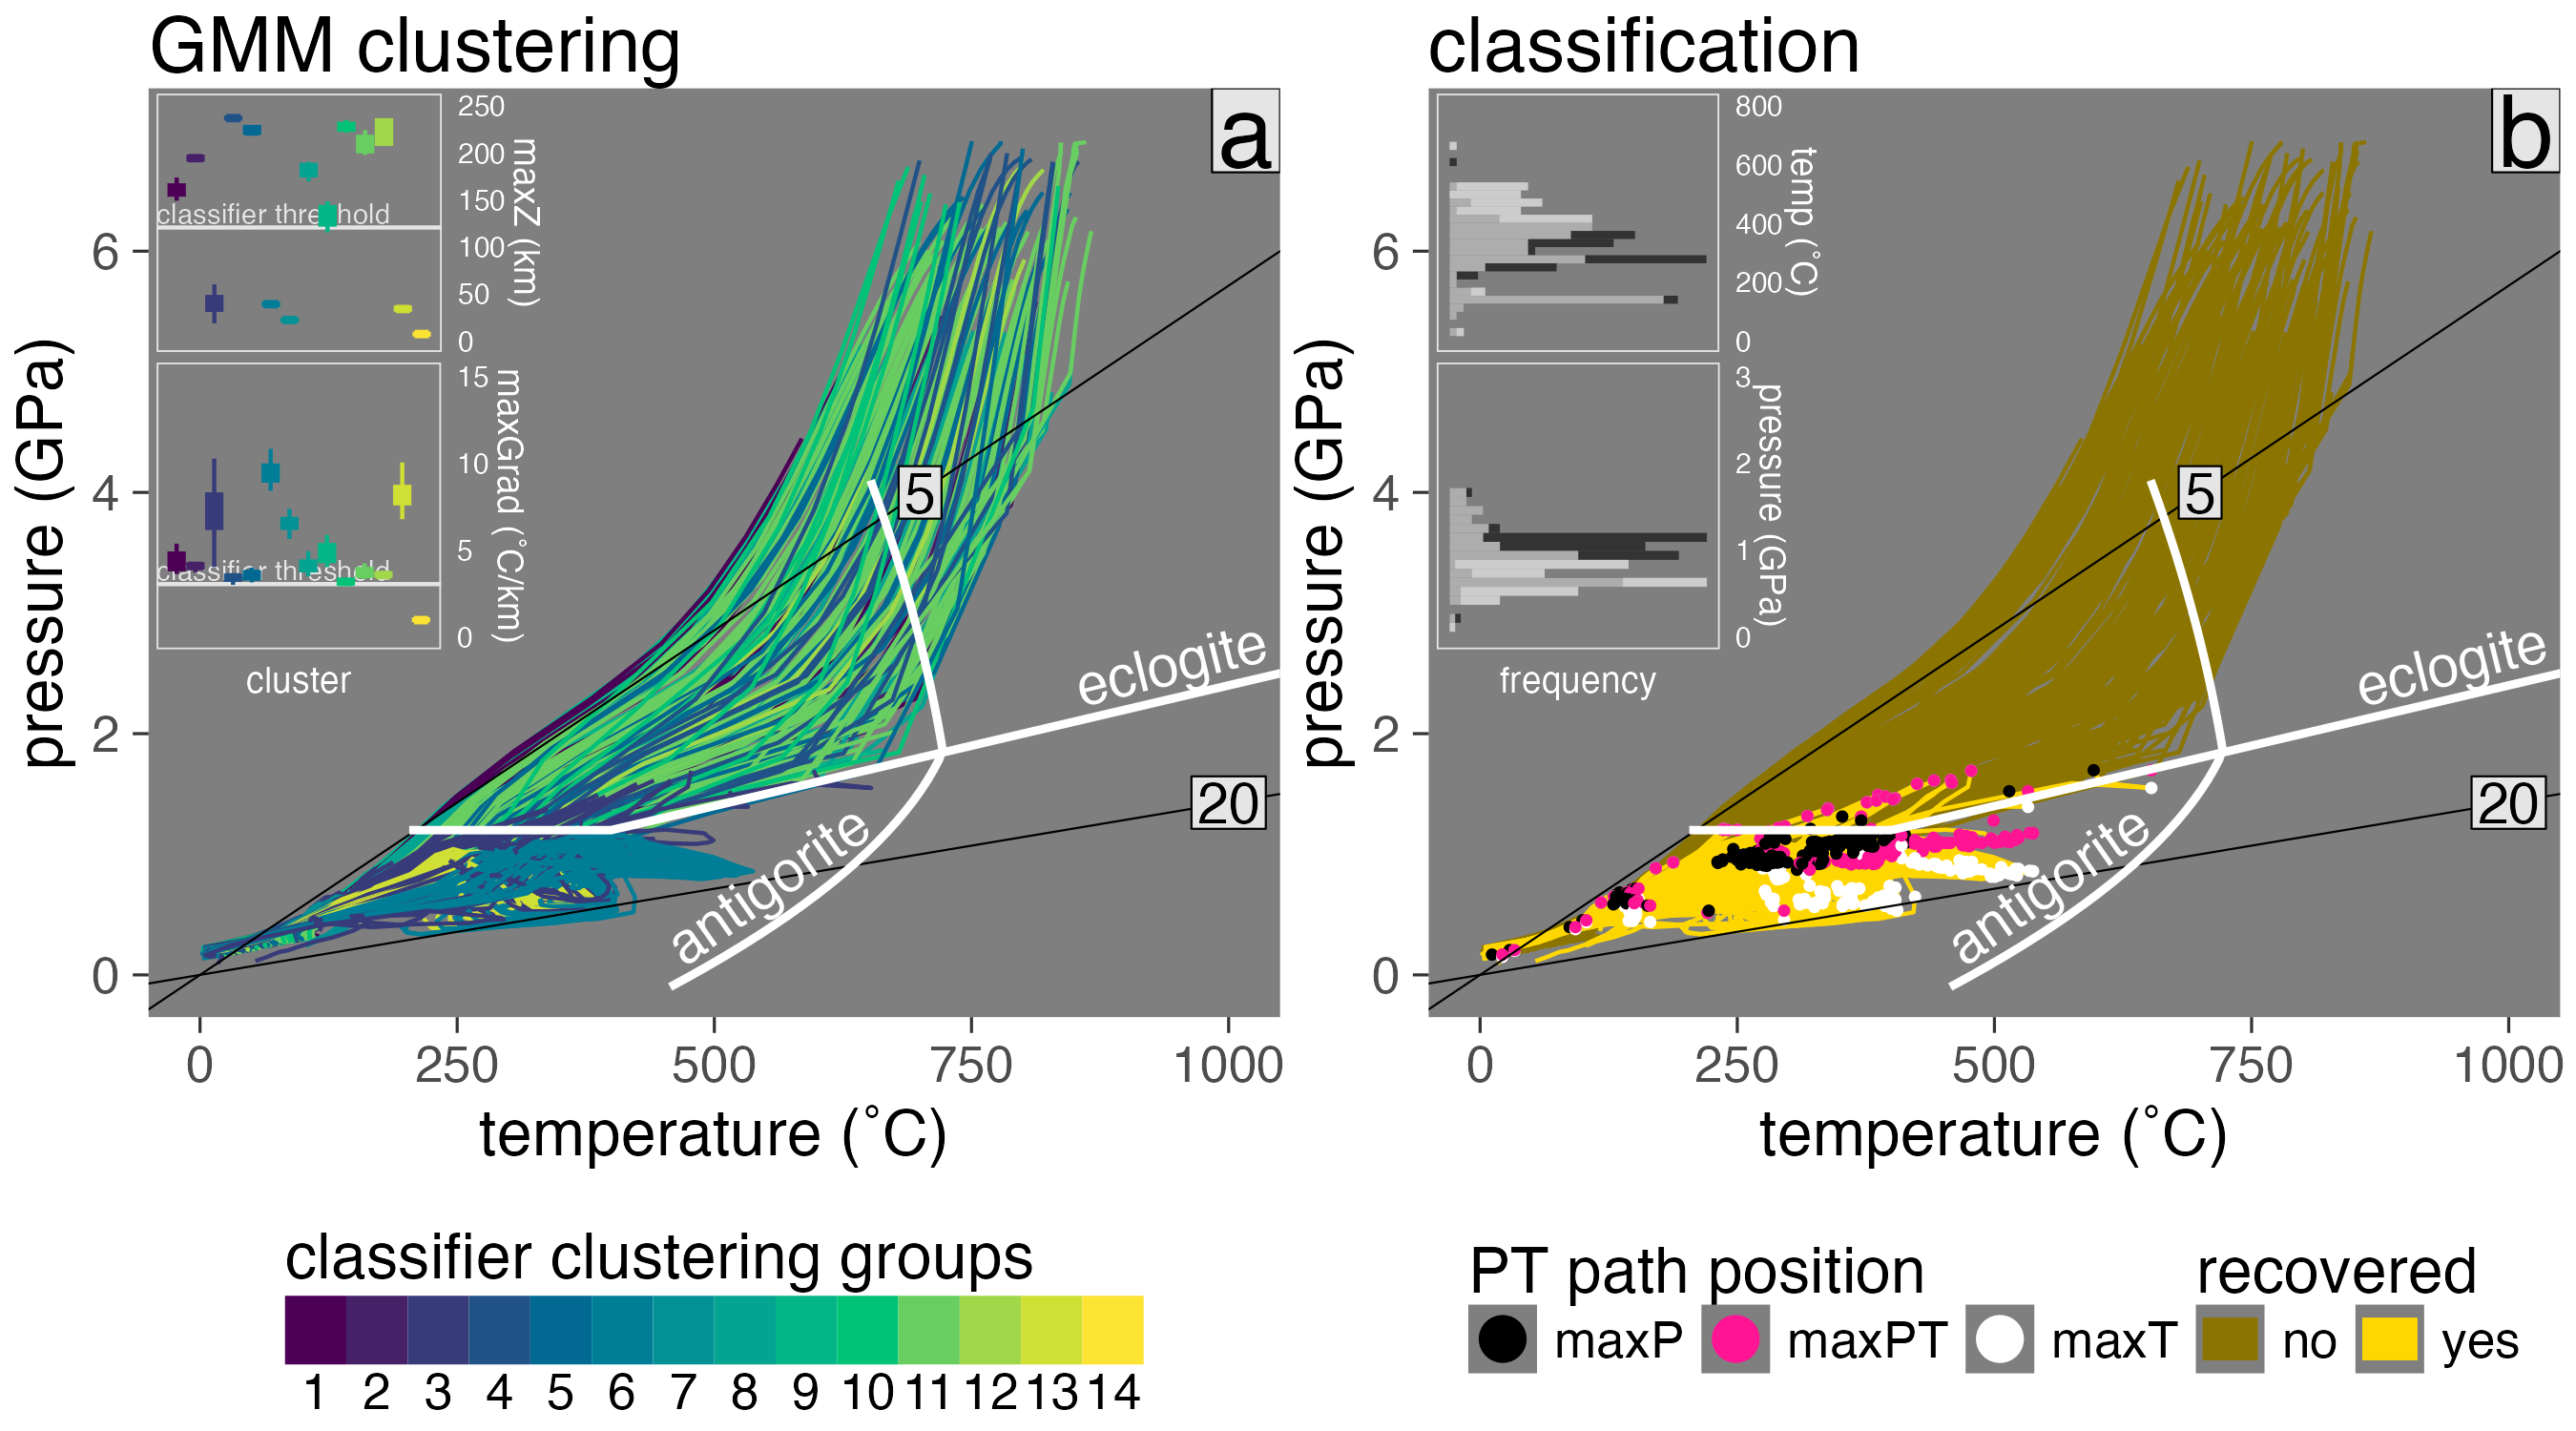 GMM clustering
a
250
200
150
100
50
0
maxZ (km)
classifier threshold
15
10
5
0
maxGrad (˚C/km)
classifier threshold
cluster
5
eclogite
20
antigorite
6
4
2
0
pressure (GPa)
0
250
500
750
1000
temperature (˚C)
classification
b
800
600
400
200
0
temp (˚C)
3
2
1
0
pressure (GPa)
frequency
5
eclogite
20
antigorite
6
4
2
0
pressure (GPa)
0
250
500
750
1000
temperature (˚C)
classifier clustering groups
1 2 3 4 5 6 7 8 9 10 11 12 13 14
PT path position
maxP maxPT maxT
recovered
no yes